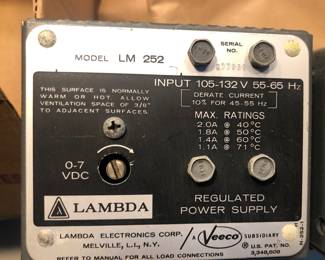 MODEL LM 252
SERIAL
NO.
INPUT 105-132 V 55-65 Hz
DERATE CURRENT
10% FOR 45-55 Hz
THIS SURFACE IS NORMALLY
WARM OR HOT. ALLOW
VENTILATION SPACE OF 3/8"
TO ADJACENT SURFACES.
MAX. RATINGS
2.0A @ 40°C
1.8A @ 50°C
1.4A @ 60°C
1.1A @ 71°C
0-7
VDC
LAMBDA
REGULATED
POWER SUPPLY
LAMBDA ELECTRONICS CORP.
MELVILLE, L.I., N.Y.
A Veeco SUBSIDIARY
U.S. PAT. NO.
3,348,609
REFER TO MANUAL FOR ALL LOAD CONNECTIONS